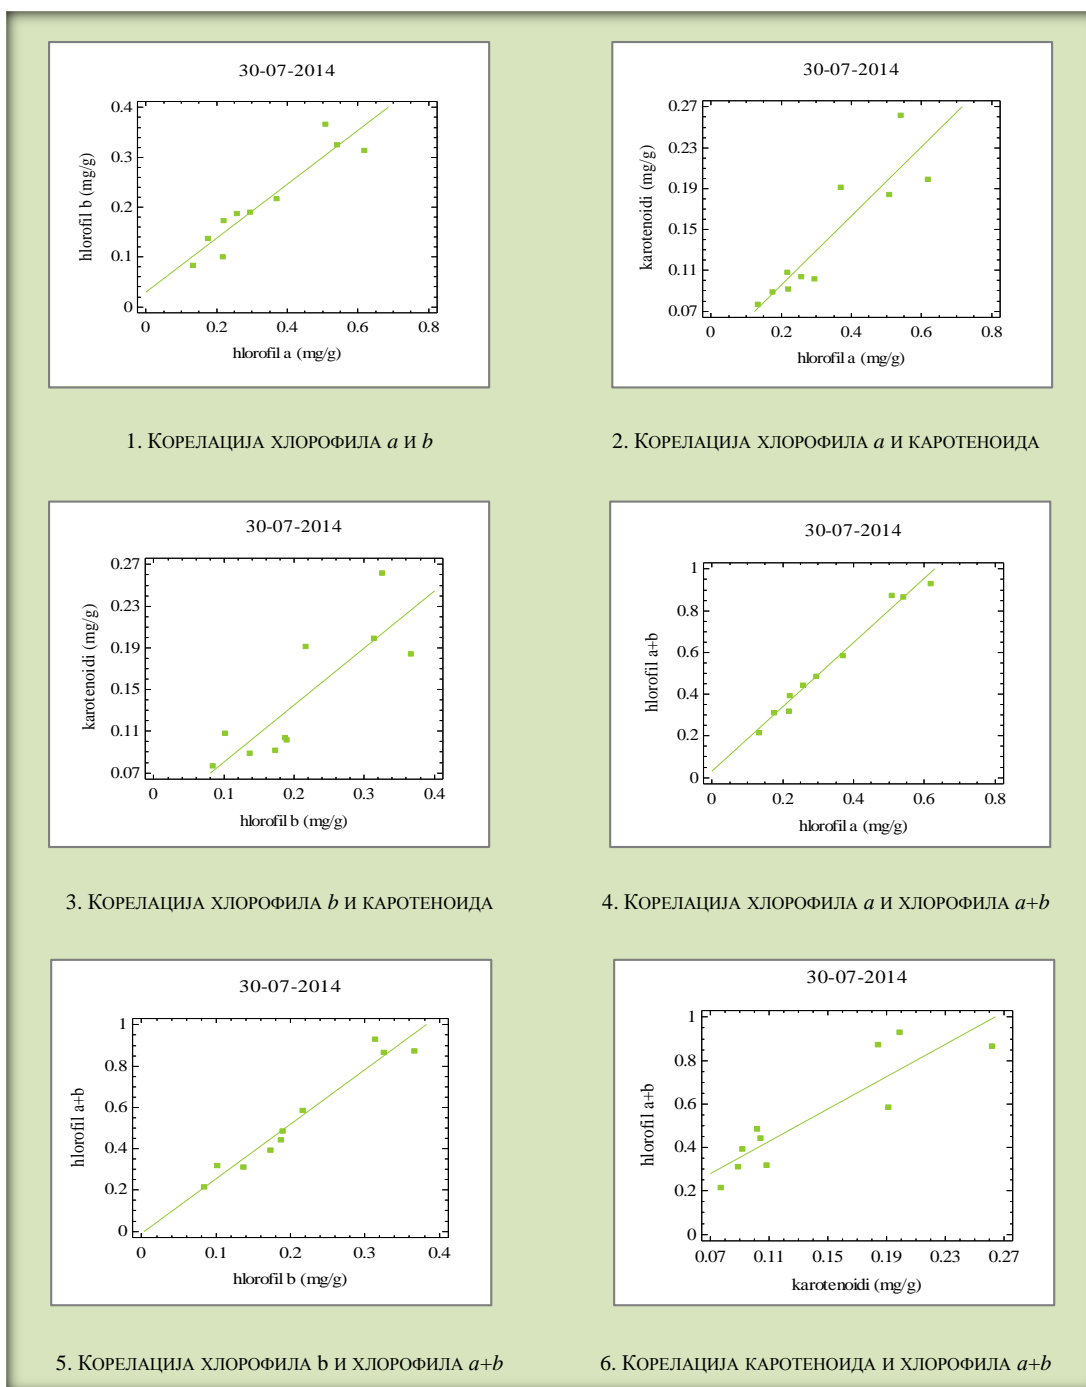 30-07-2014
0.4
0.3
0.2
0.1
0
hlorofil b (mg/g)
0 0.2 0.4 0.6 0.8
hlorofil a (mg/g)
1. Корелација хлорофила a и b
30-07-2014
0.27
0.23
0.19
0.15
0.11
0.07
karotenoidi (mg/g)
0 0.2 0.4 0.6 0.8
hlorofil a (mg/g)
2. Корелација хлорофила a и каротеноида
30-07-2014
0.27
0.23
0.19
0.15
0.11
0.07
karotenoidi (mg/g)
0 0.1 0.2 0.3 0.4
hlorofil b (mg/g)
3. Корелација хлорофила b и каротеноида
30-07-2014
1
0.8
0.6
0.4
0.2
0
hlorofil a+b
0 0.2 0.4 0.6 0.8
hlorofil a (mg/g)
4. Корелација хлорофила a и хлорофила a+b
30-07-2014
1
0.8
0.6
0.4
0.2
0
hlorofil a+b
0 0.1 0.2 0.3 0.4
hlorofil b (mg/g)
5. Корелација хлорофила b и хлорофила a+b
30-07-2014
1
0.8
0.6
0.4
0.2
0
hlorofil a+b
0.07 0.11 0.15 0.19 0.23 0.27
karotenoidi (mg/g)
6. Корелација каротеноида и хлорофила a+b